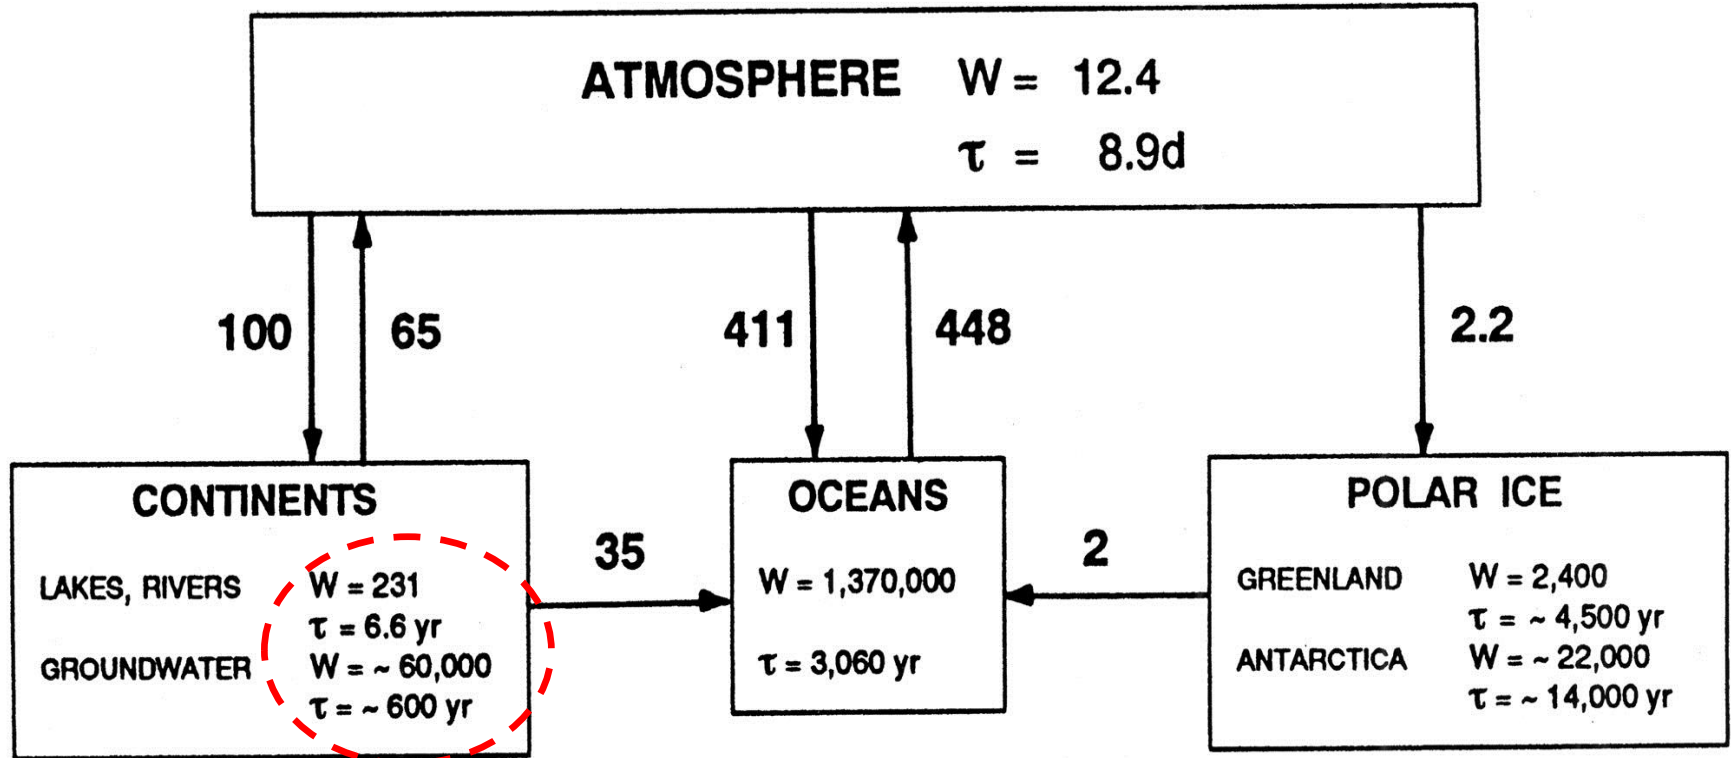 ATMOSPHERE W = 12.4
τ = 8.9d
100
65
411
448
2.2
CONTINENTS
LAKES, RIVERS W = 231
τ = 6.6 yr
GROUNDWATER W = ~ 60,000
τ = ~ 600 yr
35
OCEANS
W = 1,370,000
τ = 3,060 yr
2
POLAR ICE
GREENLAND W = 2,400
τ = ~ 4,500 yr
ANTARCTICA W = ~ 22,000
τ = ~ 14,000 yr